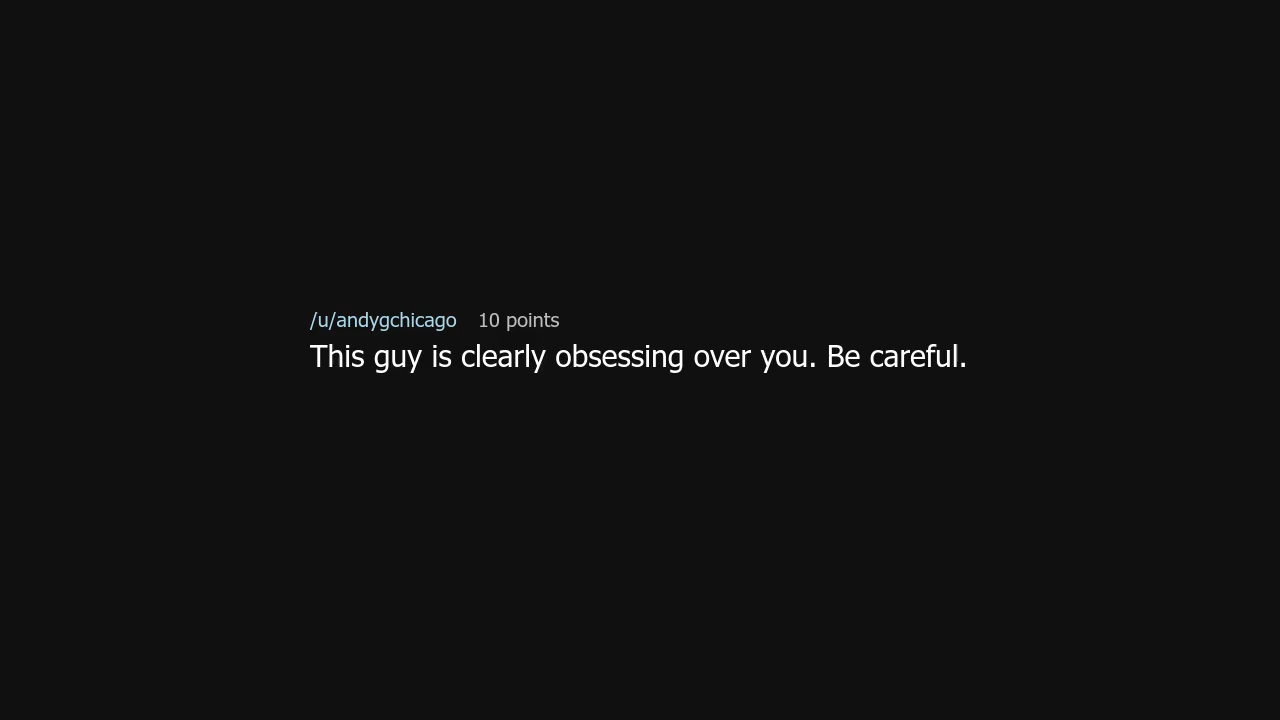 /u/andygchicago 10 points
This guy is clearly obsessing over you. Be careful.